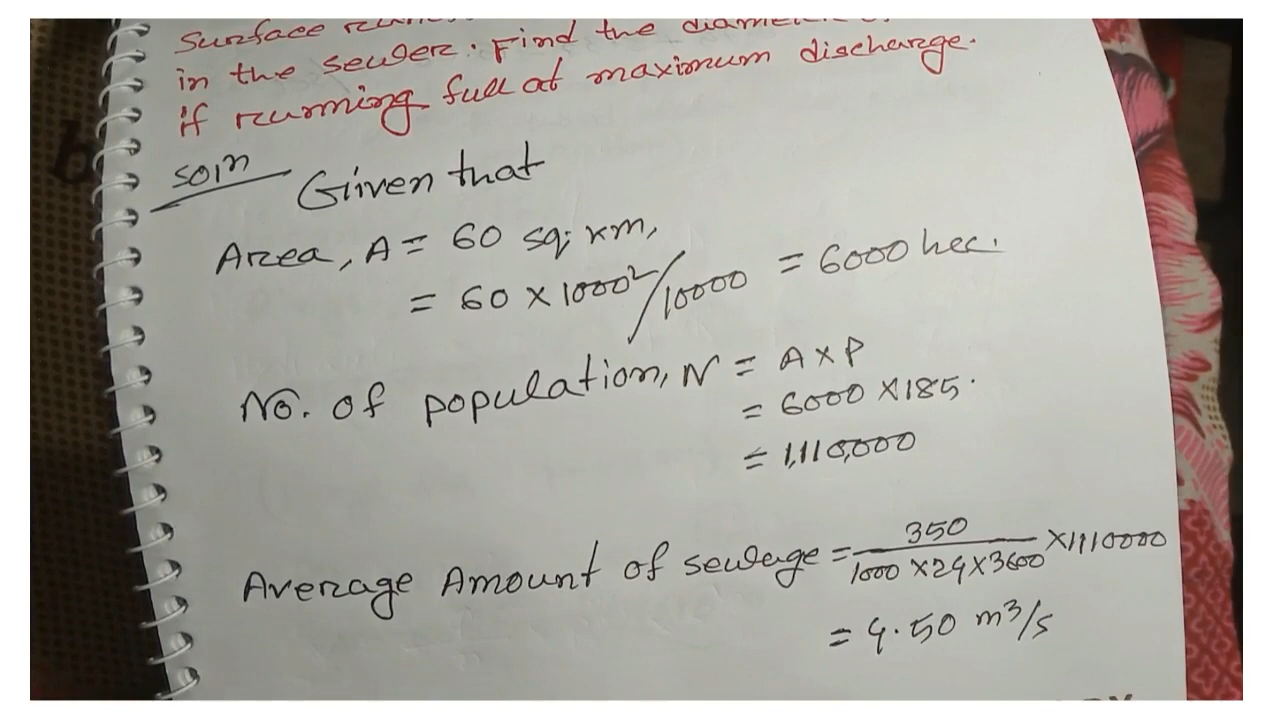 Surface
in the sewer. Find the
if running full at maximum discharge.
Soln Given that
Area, A = 60 sq. km,
= 60 × 1000²/10000 = 6000 hec.
No. of population, N = A×P
= 6000 ×185.
= 1,110,000
Average Amount of sewage = 350/1000 ×24×3600 ×1110000
= 4.50 m³/s